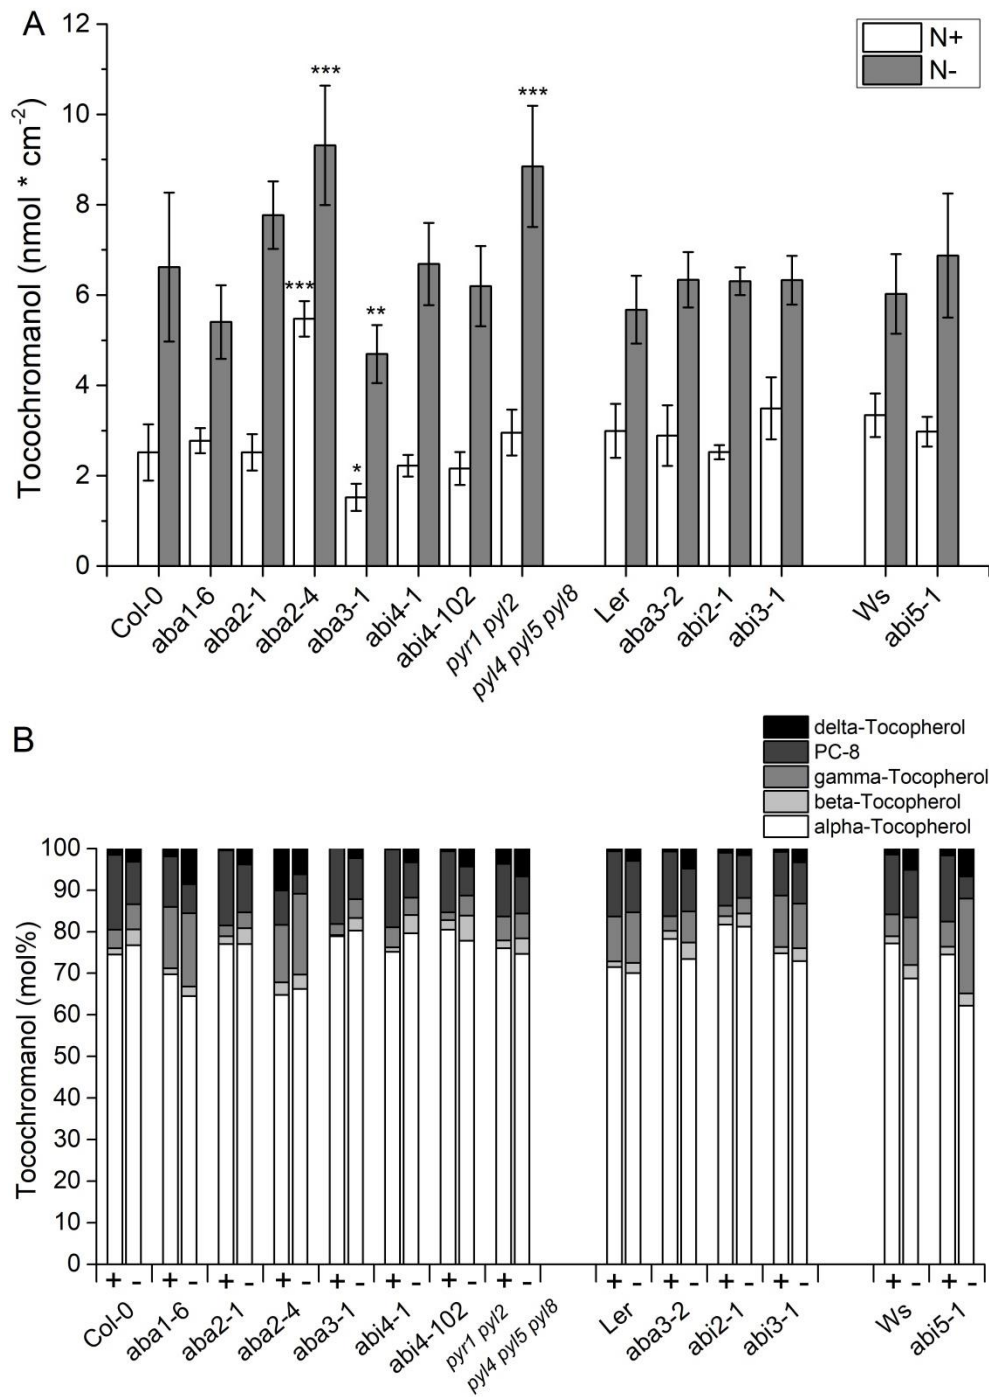 A
N+
N-
Tocochromanol (nmol * cm-2)
12
10
8
6
4
2
0
***
***
***
*
**
Col-0
aba1-6
aba2-1
aba2-4
aba3-1
abi4-1
abi4-102
pyr1 pyl2
pyl4 pyl5 pyl8
Ler
aba3-2
abi2-1
abi3-1
Ws
abi5-1
B
delta-Tocopherol
PC-8
gamma-Tocopherol
beta-Tocopherol
alpha-Tocopherol
Tocochromanol (mol%)
100
90
80
70
60
50
40
30
20
10
0
+ - + - + - + - + - + - + - + - + - + - + - + - + - + -
Col-0
aba1-6
aba2-1
aba2-4
aba3-1
abi4-1
abi4-102
pyr1 pyl2
pyl4 pyl5 pyl8
Ler
aba3-2
abi2-1
abi3-1
Ws
abi5-1